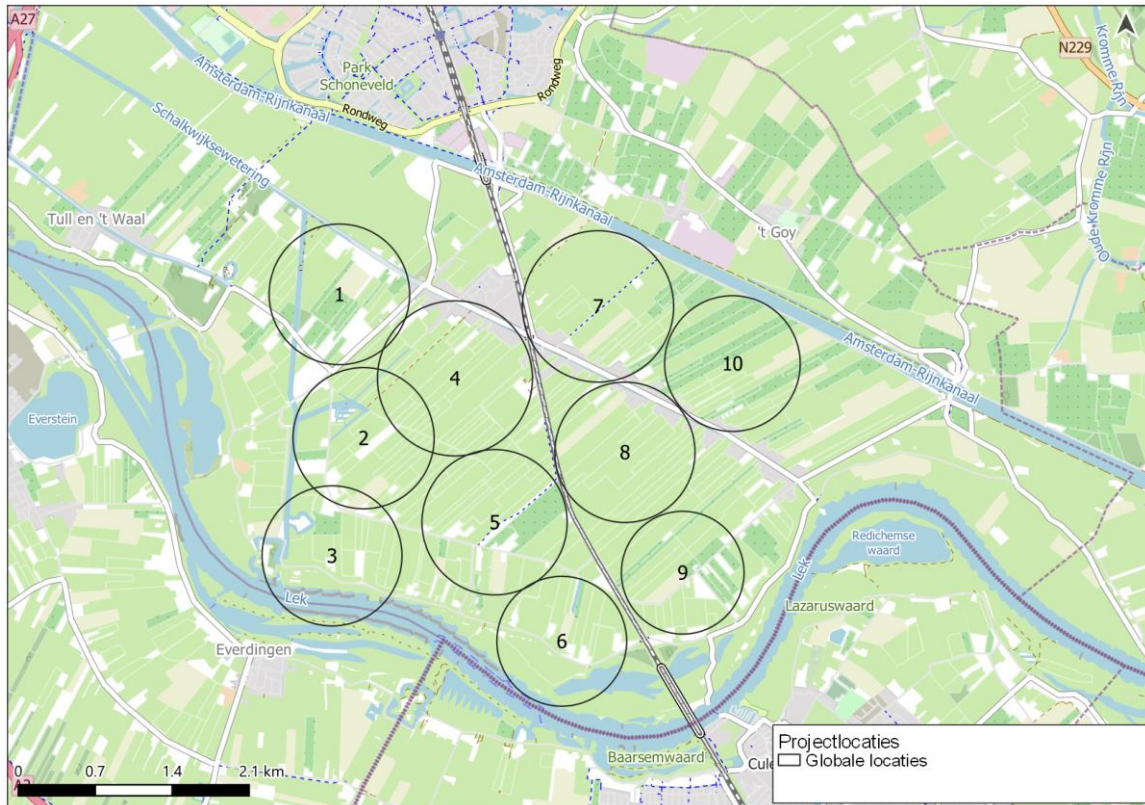 A27
N
N229
Kromme Rijn
Park
Schoneveld
Rondweg
Rondweg
Amsterdam-Rijnkanaal
Schalkwijksewetering
Amsterdam-Rijnkanaal
Oude-Kromme Rijn
Tull en 't Waal
't Goy
1
7
10
4
Amsterdam-Rijnkanaal
Everstein
2
8
5
Redichemse
waard
3
9
Lek
Lek
Lazaruswaard
Everdingen
6
Baarsemwaard
Cule
Projectlocaties
Globale locaties
A2
0 0.7 1.4 2.1 km